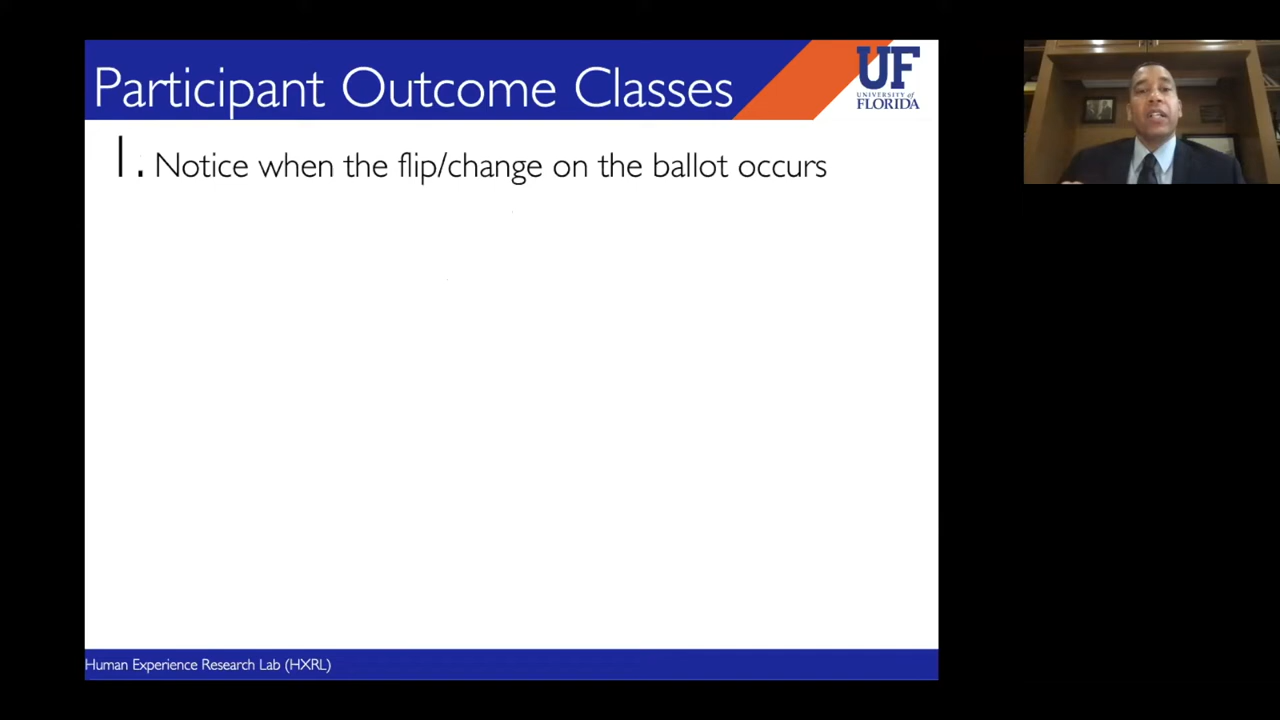 Participant Outcome Classes
UF
UNIVERSITY of
FLORIDA
1. Notice when the flip/change on the ballot occurs
Human Experience Research Lab (HXRL)